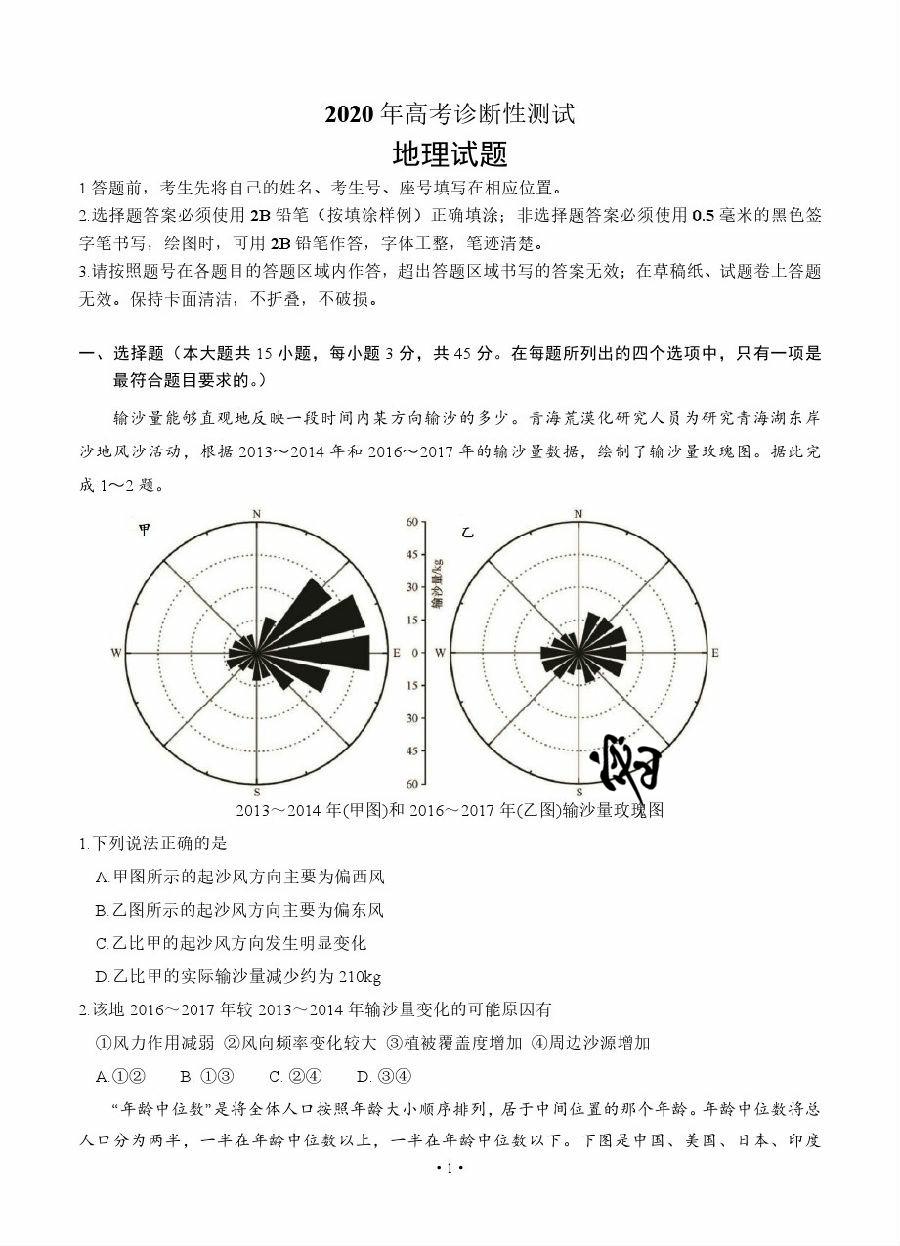 2020 年高考诊断性测试
地理试题
1 答题前，考生先将自己的姓名、考生号、座号填写在相应位置。
2.选择题答案必须使用 2B 铅笔（按填涂样例）正确填涂；非选择题答案必须使用 0.5 毫米的黑色签
字笔书写，绘图时，可用 2B 铅笔作答，字体工整，笔迹清楚。
3.请按照题号在各题目的答题区域内作答，超出答题区域书写的答案无效；在草稿纸、试题卷上答题
无效。保持卡面清洁，不折叠，不破损。
一、选择题（本大题共 15 小题，每小题 3 分，共 45 分。在每题所列出的四个选项中，只有一项是
最符合题目要求的。）
输沙量能够直观地反映一段时间内某方向输沙的多少。青海荒漠化研究人员为研究青海湖东岸
沙地风沙活动，根据 2013～2014 年和 2016～2017 年的输沙量数据，绘制了输沙量玫瑰图。据此完
成 1～2 题。
甲
N
W
E
S
60
45
30
15
0
15
30
45
60
输沙量/kg
乙
N
W
E
S
2013～2014 年(甲图)和 2016～2017 年(乙图)输沙量玫瑰图
1.下列说法正确的是
A.甲图所示的起沙风方向主要为偏西风
B.乙图所示的起沙风方向主要为偏东风
C.乙比甲的起沙风方向发生明显变化
D.乙比甲的实际输沙量减少约为 210kg
2.该地 2016～2017 年较 2013～2014 年输沙量变化的可能原因有
①风力作用减弱 ②风向频率变化较大 ③植被覆盖度增加 ④周边沙源增加
A.①② B ①③ C. ②④ D. ③④
“年龄中位数”是将全体人口按照年龄大小顺序排列，居于中间位置的那个年龄。年龄中位数将总
人口分为两半，一半在年龄中位数以上，一半在年龄中位数以下。下图是中国、美国、日本、印度
· 1 ·